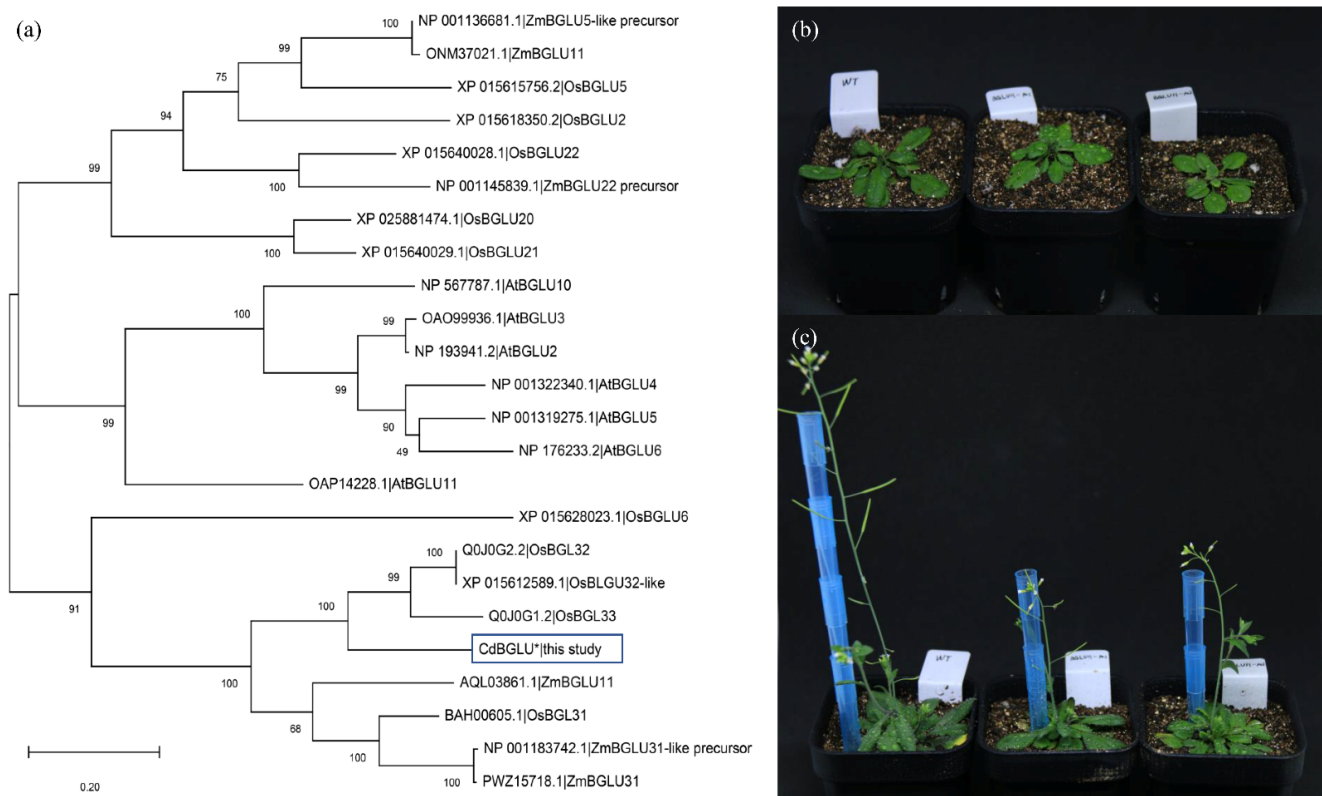 (a)
100
NP 001136681.1|ZmBGLU5-like precursor
ONM37021.1|ZmBGLU11
99
XP 015615756.2|OsBGLU5
75
XP 015618350.2|OsBGLU2
94
XP 015640028.1|OsBGLU22
100
NP 001145839.1|ZmBGLU22 precursor
99
XP 025881474.1|OsBGLU20
100
XP 015640029.1|OsBGLU21
NP 567787.1|AtBGLU10
100
99
OAO99936.1|AtBGLU3
NP 193941.2|AtBGLU2
99
NP 001322340.1|AtBGLU4
90
NP 001319275.1|AtBGLU5
49
NP 176233.2|AtBGLU6
99
OAP14228.1|AtBGLU11
XP 015628023.1|OsBGLU6
91
100
Q0J0G2.2|OsBGL32
XP 015612589.1|OsBLGU32-like
99
Q0J0G1.2|OsBGL33
100
CdBGLU*|this study
100
AQL03861.1|ZmBGLU11
68
BAH00605.1|OsBGL31
100
NP 001183742.1|ZmBGLU31-like precursor
100
PWZ15718.1|ZmBGLU31
0.20
(b)
WT
(c)
WT